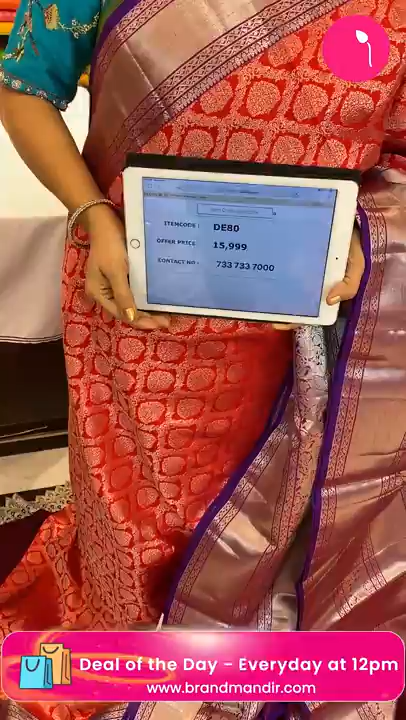 ITEMCODE : DE80
OFFER PRICE : 15,999
CONTACT NO : 733 733 7000
Deal of the Day - Everyday at 12pm
www.brandmandir.com